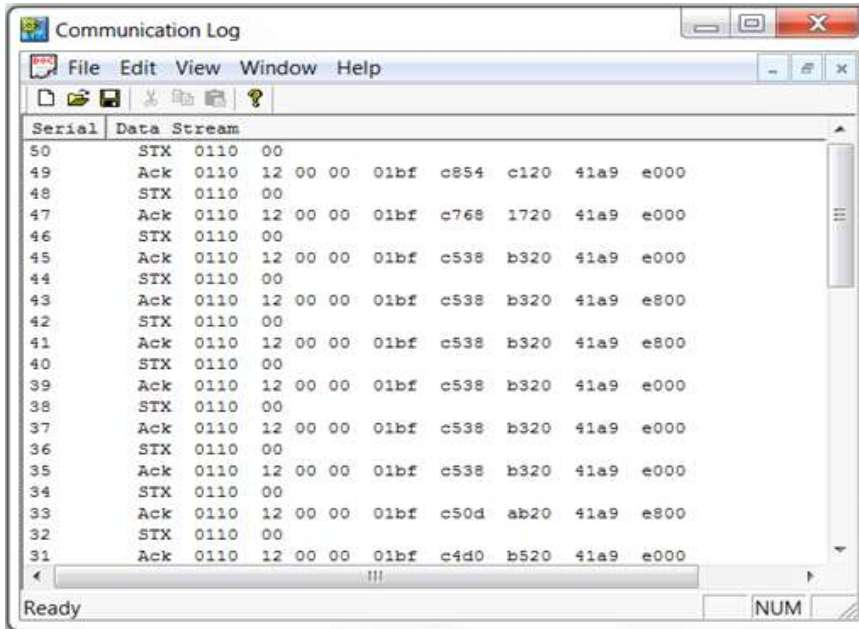 Communication Log
File Edit View Window Help
Serial Data Stream
50 STX 0110 00
49 Ack 0110 12 00 00 01bf c854 c120 41a9 e000
48 STX 0110 00
47 Ack 0110 12 00 00 01bf c768 1720 41a9 e000
46 STX 0110 00
45 Ack 0110 12 00 00 01bf c538 b320 41a9 e000
44 STX 0110 00
43 Ack 0110 12 00 00 01bf c538 b320 41a9 e800
42 STX 0110 00
41 Ack 0110 12 00 00 01bf c538 b320 41a9 e800
40 STX 0110 00
39 Ack 0110 12 00 00 01bf c538 b320 41a9 e000
38 STX 0110 00
37 Ack 0110 12 00 00 01bf c538 b320 41a9 e000
36 STX 0110 00
35 Ack 0110 12 00 00 01bf c538 b320 41a9 e000
34 STX 0110 00
33 Ack 0110 12 00 00 01bf c50d ab20 41a9 e800
32 STX 0110 00
31 Ack 0110 12 00 00 01bf c4d0 b520 41a9 e000
Ready NUM